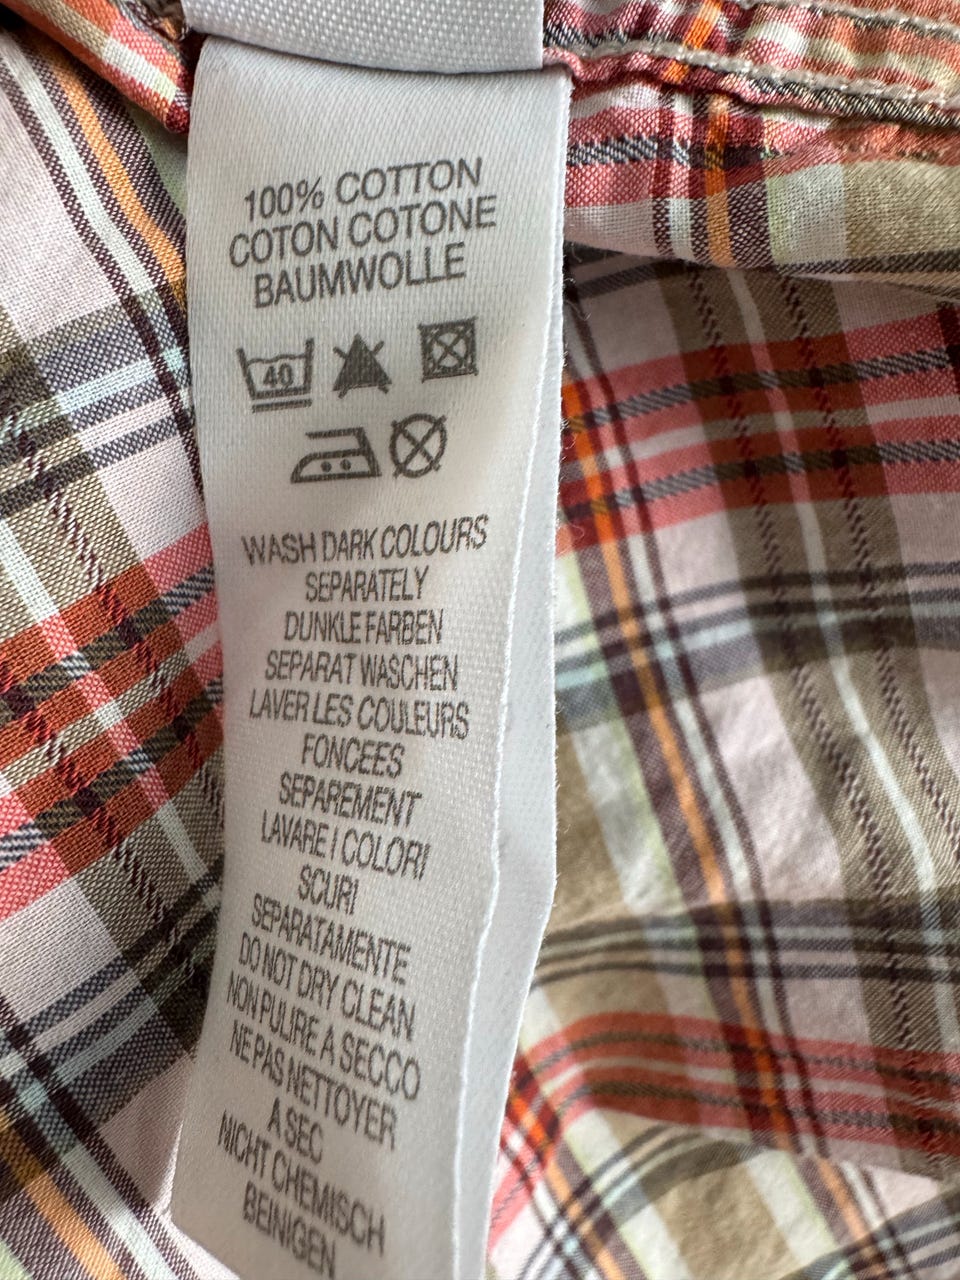 100% COTTON
COTON COTONE
BAUMWOLLE
40
WASH DARK COLOURS
SEPARATELY
DUNKLE FARBEN
SEPARAT WASCHEN
LAVER LES COULEURS
FONCEES
SEPAREMENT
LAVARE I COLORI
SCURI
SEPARATAMENTE
DO NOT DRY CLEAN
NON PULIRE A SECCO
NE PAS NETTOYER
A SEC
NICHT CHEMISCH
BEINIGEN